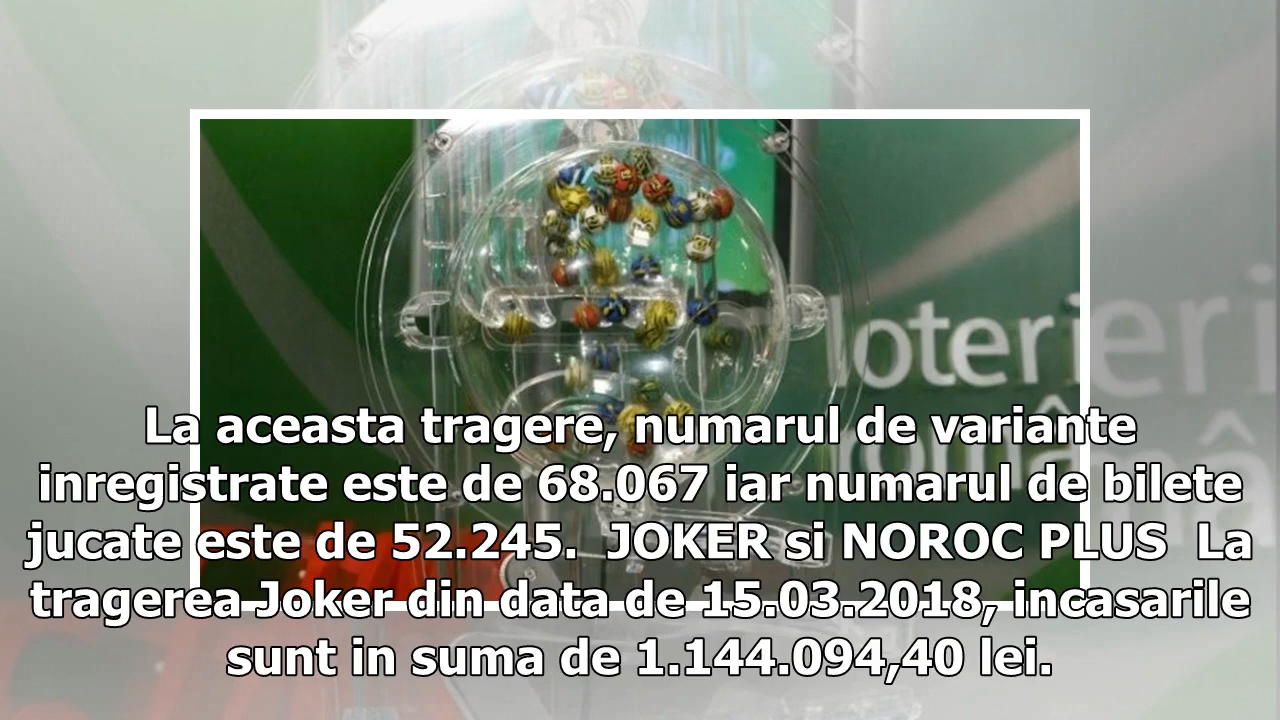 loteri
română
La aceasta tragere, numarul de variante
inregistrate este de 68.067 iar numarul de bilete
jucate este de 52.245.  JOKER si NOROC PLUS  La
tragerea Joker din data de 15.03.2018, incasarile
sunt in suma de 1.144.094,40 lei.